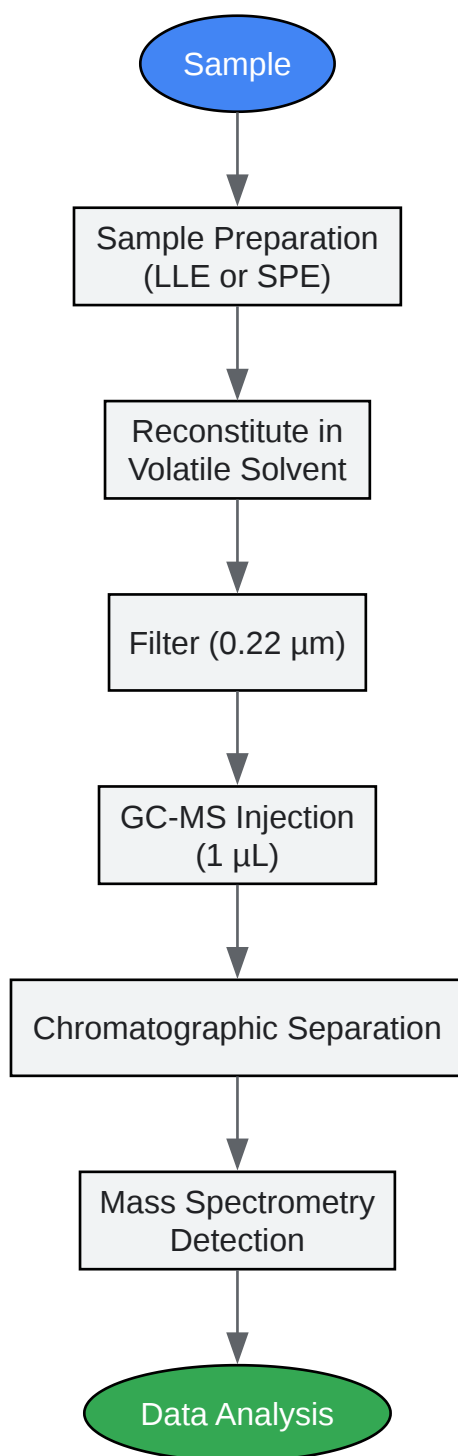 Sample
Sample Preparation
(LLE or SPE)
Reconstitute in
Volatile Solvent
Filter (0.22 µm)
GC-MS Injection
(1 µL)
Chromatographic Separation
Mass Spectrometry
Detection
Data Analysis